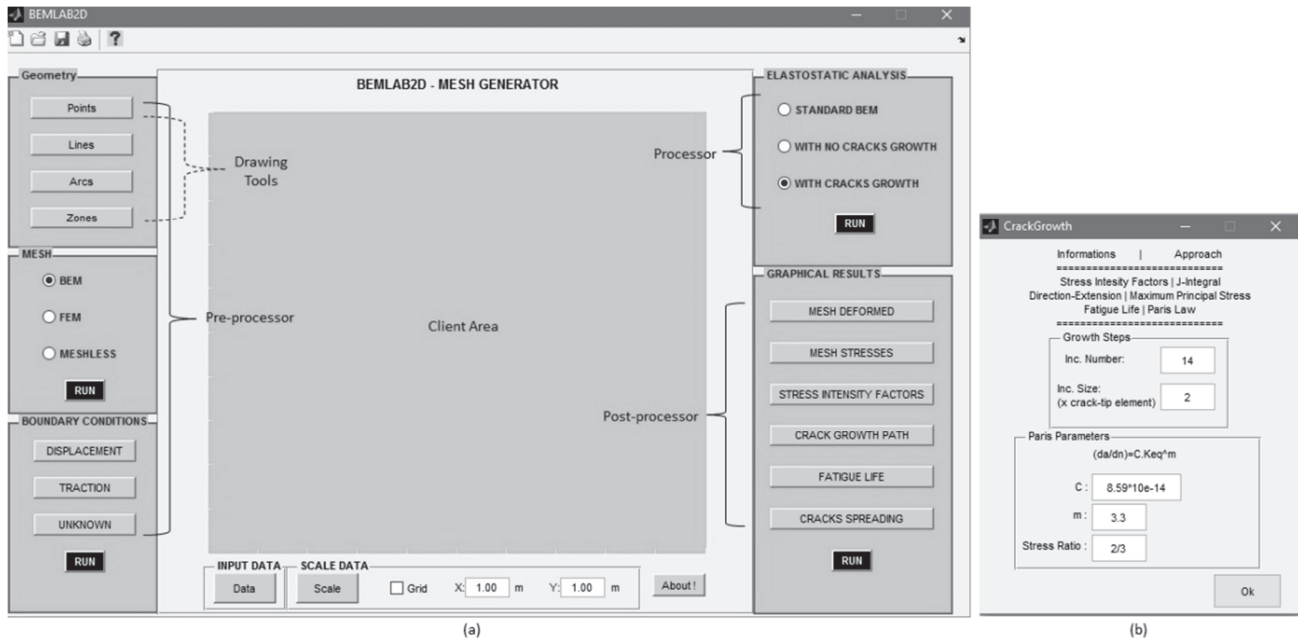 BEMLAB2D
?
Geometry
Points
Lines
Arcs
Zones
MESH
BEM
FEM
MESHLESS
RUN
BOUNDARY CONDITIONS
DISPLACEMENT
TRACTION
UNKNOWN
RUN
BEMLAB2D - MESH GENERATOR
Drawing
Tools
Pre-processor
Client Area
Processor
Post-processor
INPUT DATA
Data
SCALE DATA
Scale
Grid
X: 1.00 m
Y: 1.00 m
About !
ELASTOSTATIC ANALYSIS
STANDARD BEM
WITH NO CRACKS GROWTH
WITH CRACKS GROWTH
RUN
GRAPHICAL RESULTS
MESH DEFORMED
MESH STRESSES
STRESS INTENSITY FACTORS
CRACK GROWTH PATH
FATIGUE LIFE
CRACKS SPREADING
RUN
(a)
CrackGrowth
Informations | Approach
============================
Stress Intesity Factors | J-Integral
Direction-Extension | Maximum Principal Stress
Fatigue Life | Paris Law
============================
Growth Steps
Inc. Number: 14
Inc. Size:
(x crack-tip element) 2
Paris Parameters
(da/dn)=C.Keq^m
C : 8.59*10e-14
m : 3.3
Stress Ratio : 2/3
Ok
(b)